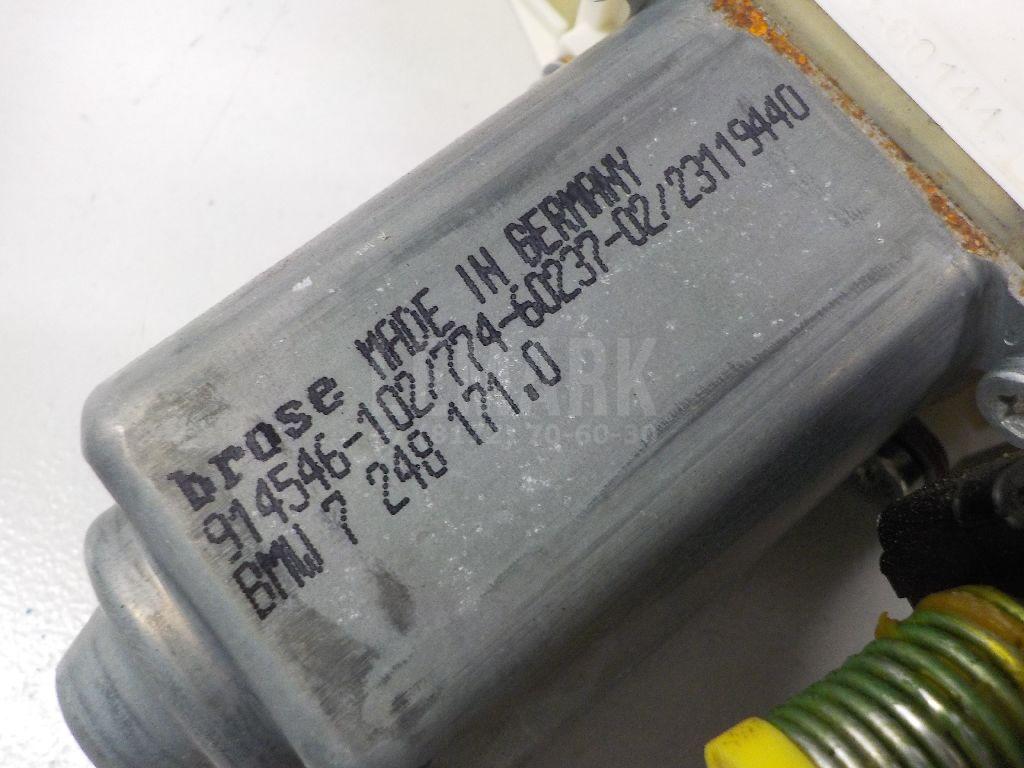 brose MADE IN GERMANY
914546-102/774-60237-02/23119440
BMW 7 248 171.0